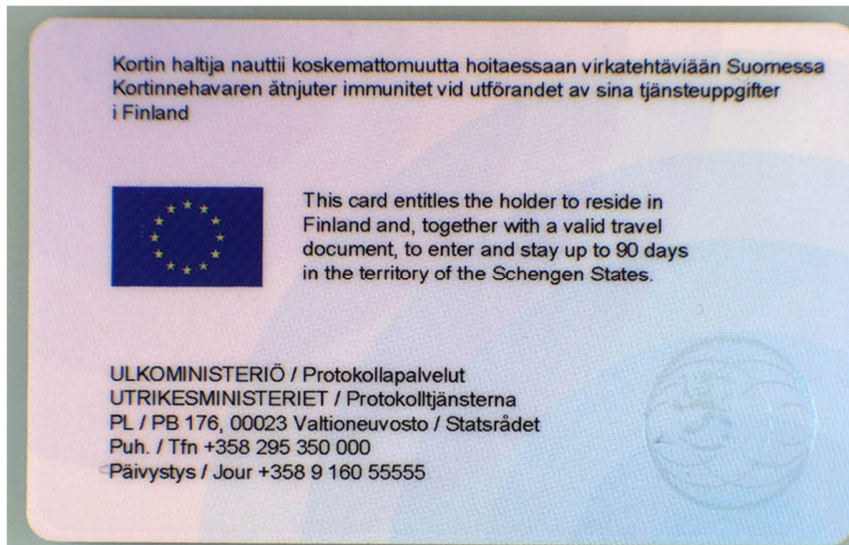 Kortin haltija nauttii koskemattomuutta hoitaessaan virkatehtäviään Suomessa
Kortinnehavaren åtnjuter immunitet vid utförandet av sina tjänsteuppgifter
i Finland
This card entitles the holder to reside in
Finland and, together with a valid travel
document, to enter and stay up to 90 days
in the territory of the Schengen States.
ULKOMINISTERIÖ / Protokollapalvelut
UTRIKESMINISTERIET / Protokolltjänsterna
PL / PB 176, 00023 Valtioneuvosto / Statsrådet
Puh. / Tfn +358 295 350 000
Päivystys / Jour +358 9 160 55555